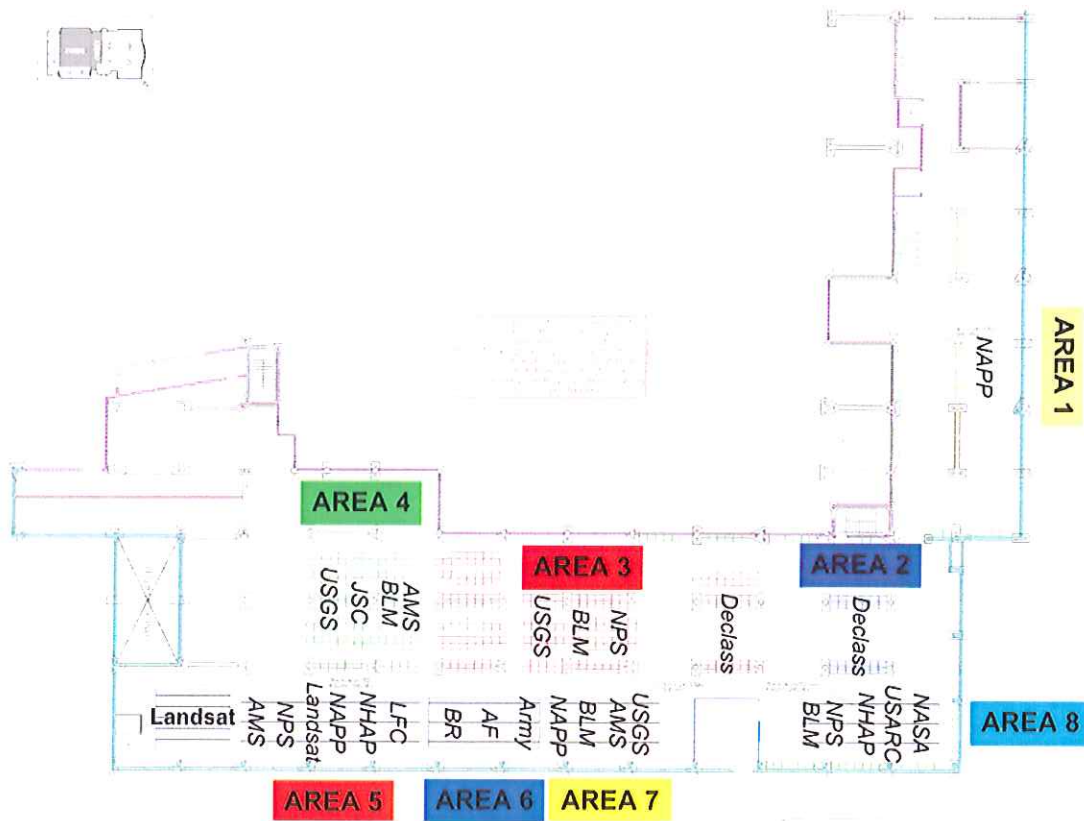 AREA 1
NAPP
AREA 4
AREA 3
AREA 2
USGS
JSC
BLM
AMS
USGS
BLM
NPS
Declass
Declass
Landsat
AMS
NPS
Landsat
NAPP
NHAP
LFC
BR
AF
Army
NAPP
BLM
AMS
USGS
BLM
NPS
NHAP
USARC
NASA
AREA 8
AREA 5
AREA 6
AREA 7